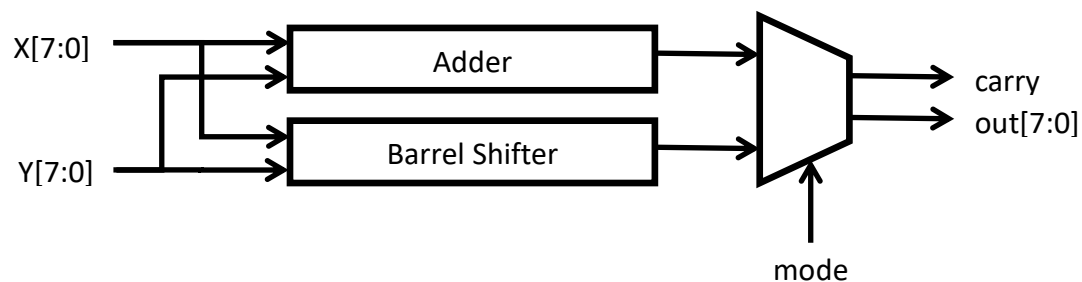 X[7:0]
Adder
carry
out[7:0]
Barrel Shifter
Y[7:0]
mode